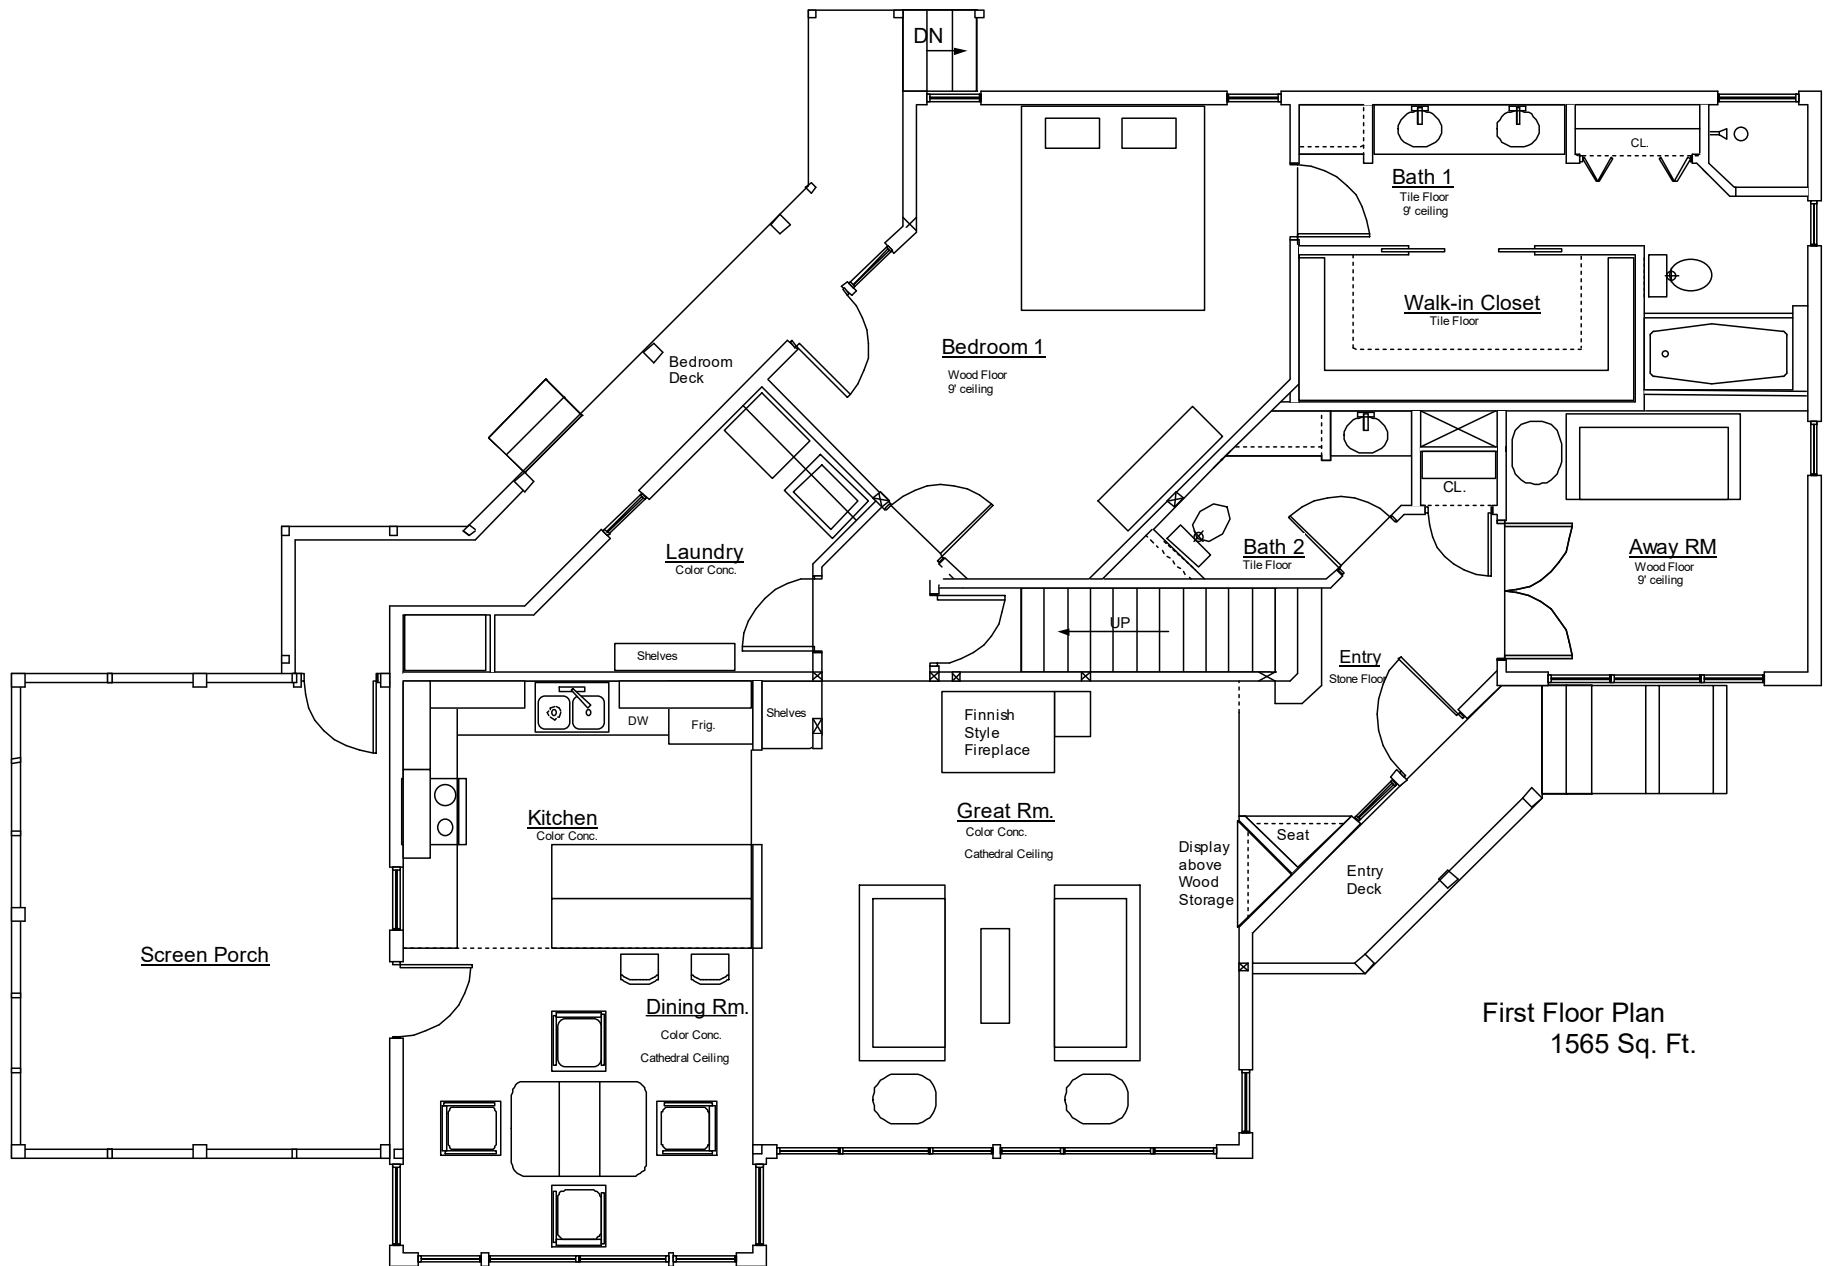 DN
CL.
Bath 1
Tile Floor
9' ceiling
Walk-in Closet
Tile Floor
Bedroom 1
Wood Floor
9' ceiling
Bedroom
Deck
CL.
Laundry
Color Conc.
Bath 2
Tile Floor
Away RM
Wood Floor
9' ceiling
UP
Shelves
Entry
Stone Floor
Shelves
DW
Frig.
Finnish
Style
Fireplace
Kitchen
Color Conc.
Great Rm.
Color Conc.
Cathedral Ceiling
Seat
Display
above
Wood
Storage
Entry
Deck
Screen Porch
Dining Rm.
Color Conc.
Cathedral Ceiling
First Floor Plan
1565 Sq. Ft.